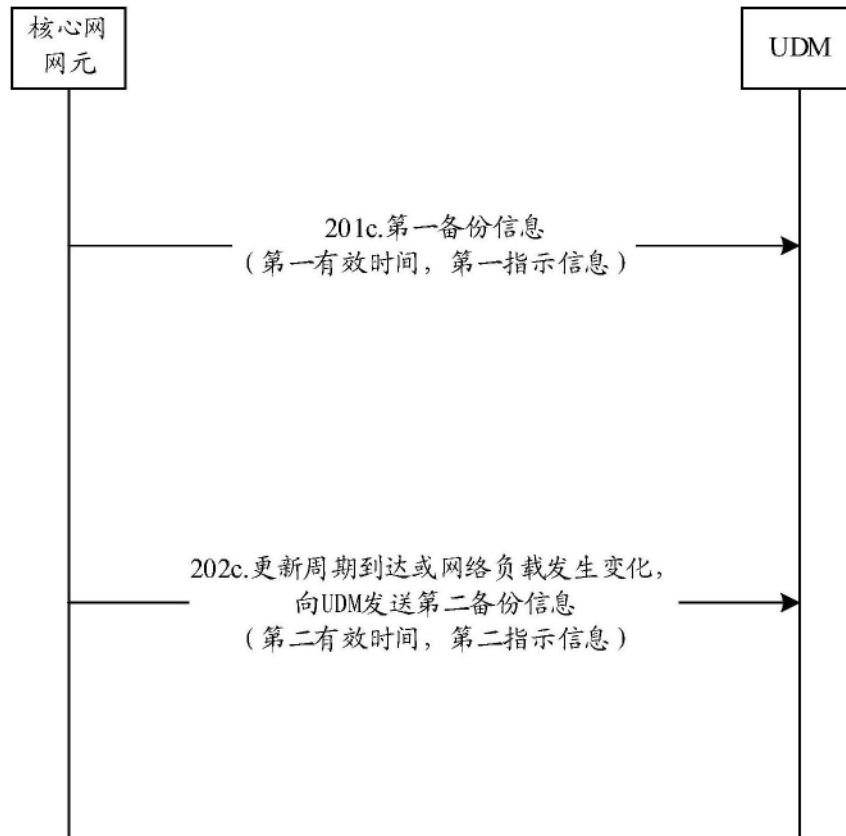 核心网
网元
UDM
201c.第一备份信息
（第一有效时间，第一指示信息）
202c.更新周期到达或网络负载发生变化，
向UDM发送第二备份信息
（第二有效时间，第二指示信息）